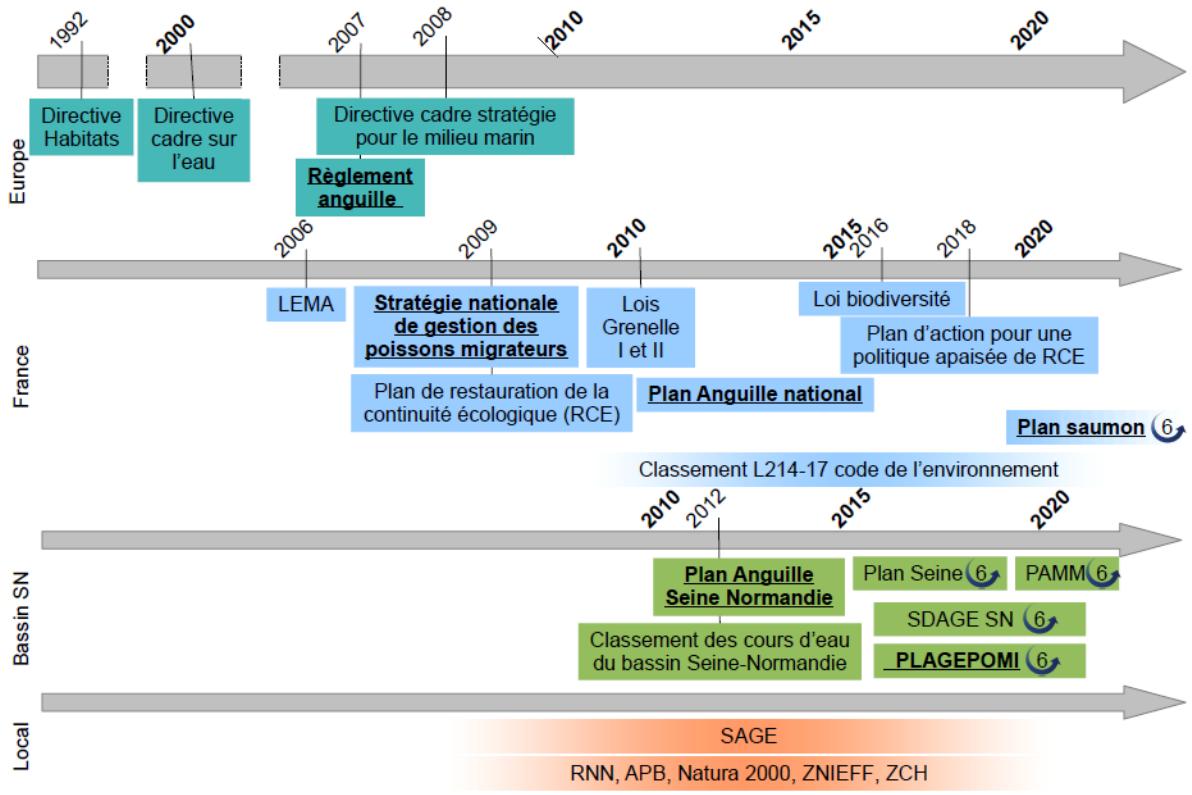 1992
2000
2007
2008
2010
2015
2020
Directive
Habitats
Directive
cadre sur
l'eau
Directive cadre stratégie
pour le milieu marin
Règlement
anguille
Europe
2006
2009
2010
2015
2016
2018
2020
LEMA
Stratégie nationale
de gestion des
poissons migrateurs
Lois
Grenelle
I et II
Loi biodiversité
Plan d'action pour une
politique apaisée de RCE
Plan de restauration de la
continuité écologique (RCE)
Plan Anguille national
Plan saumon 6
Classement L214-17 code de l'environnement
France
2010
2012
2015
2020
Plan Anguille
Seine Normandie
Plan Seine 6
PAMM 6
Classement des cours d'eau
du bassin Seine-Normandie
SDAGE SN 6
PLAGEPOMI 6
Bassin SN
SAGE
RNN, APB, Natura 2000, ZNIEFF, ZCH
Local